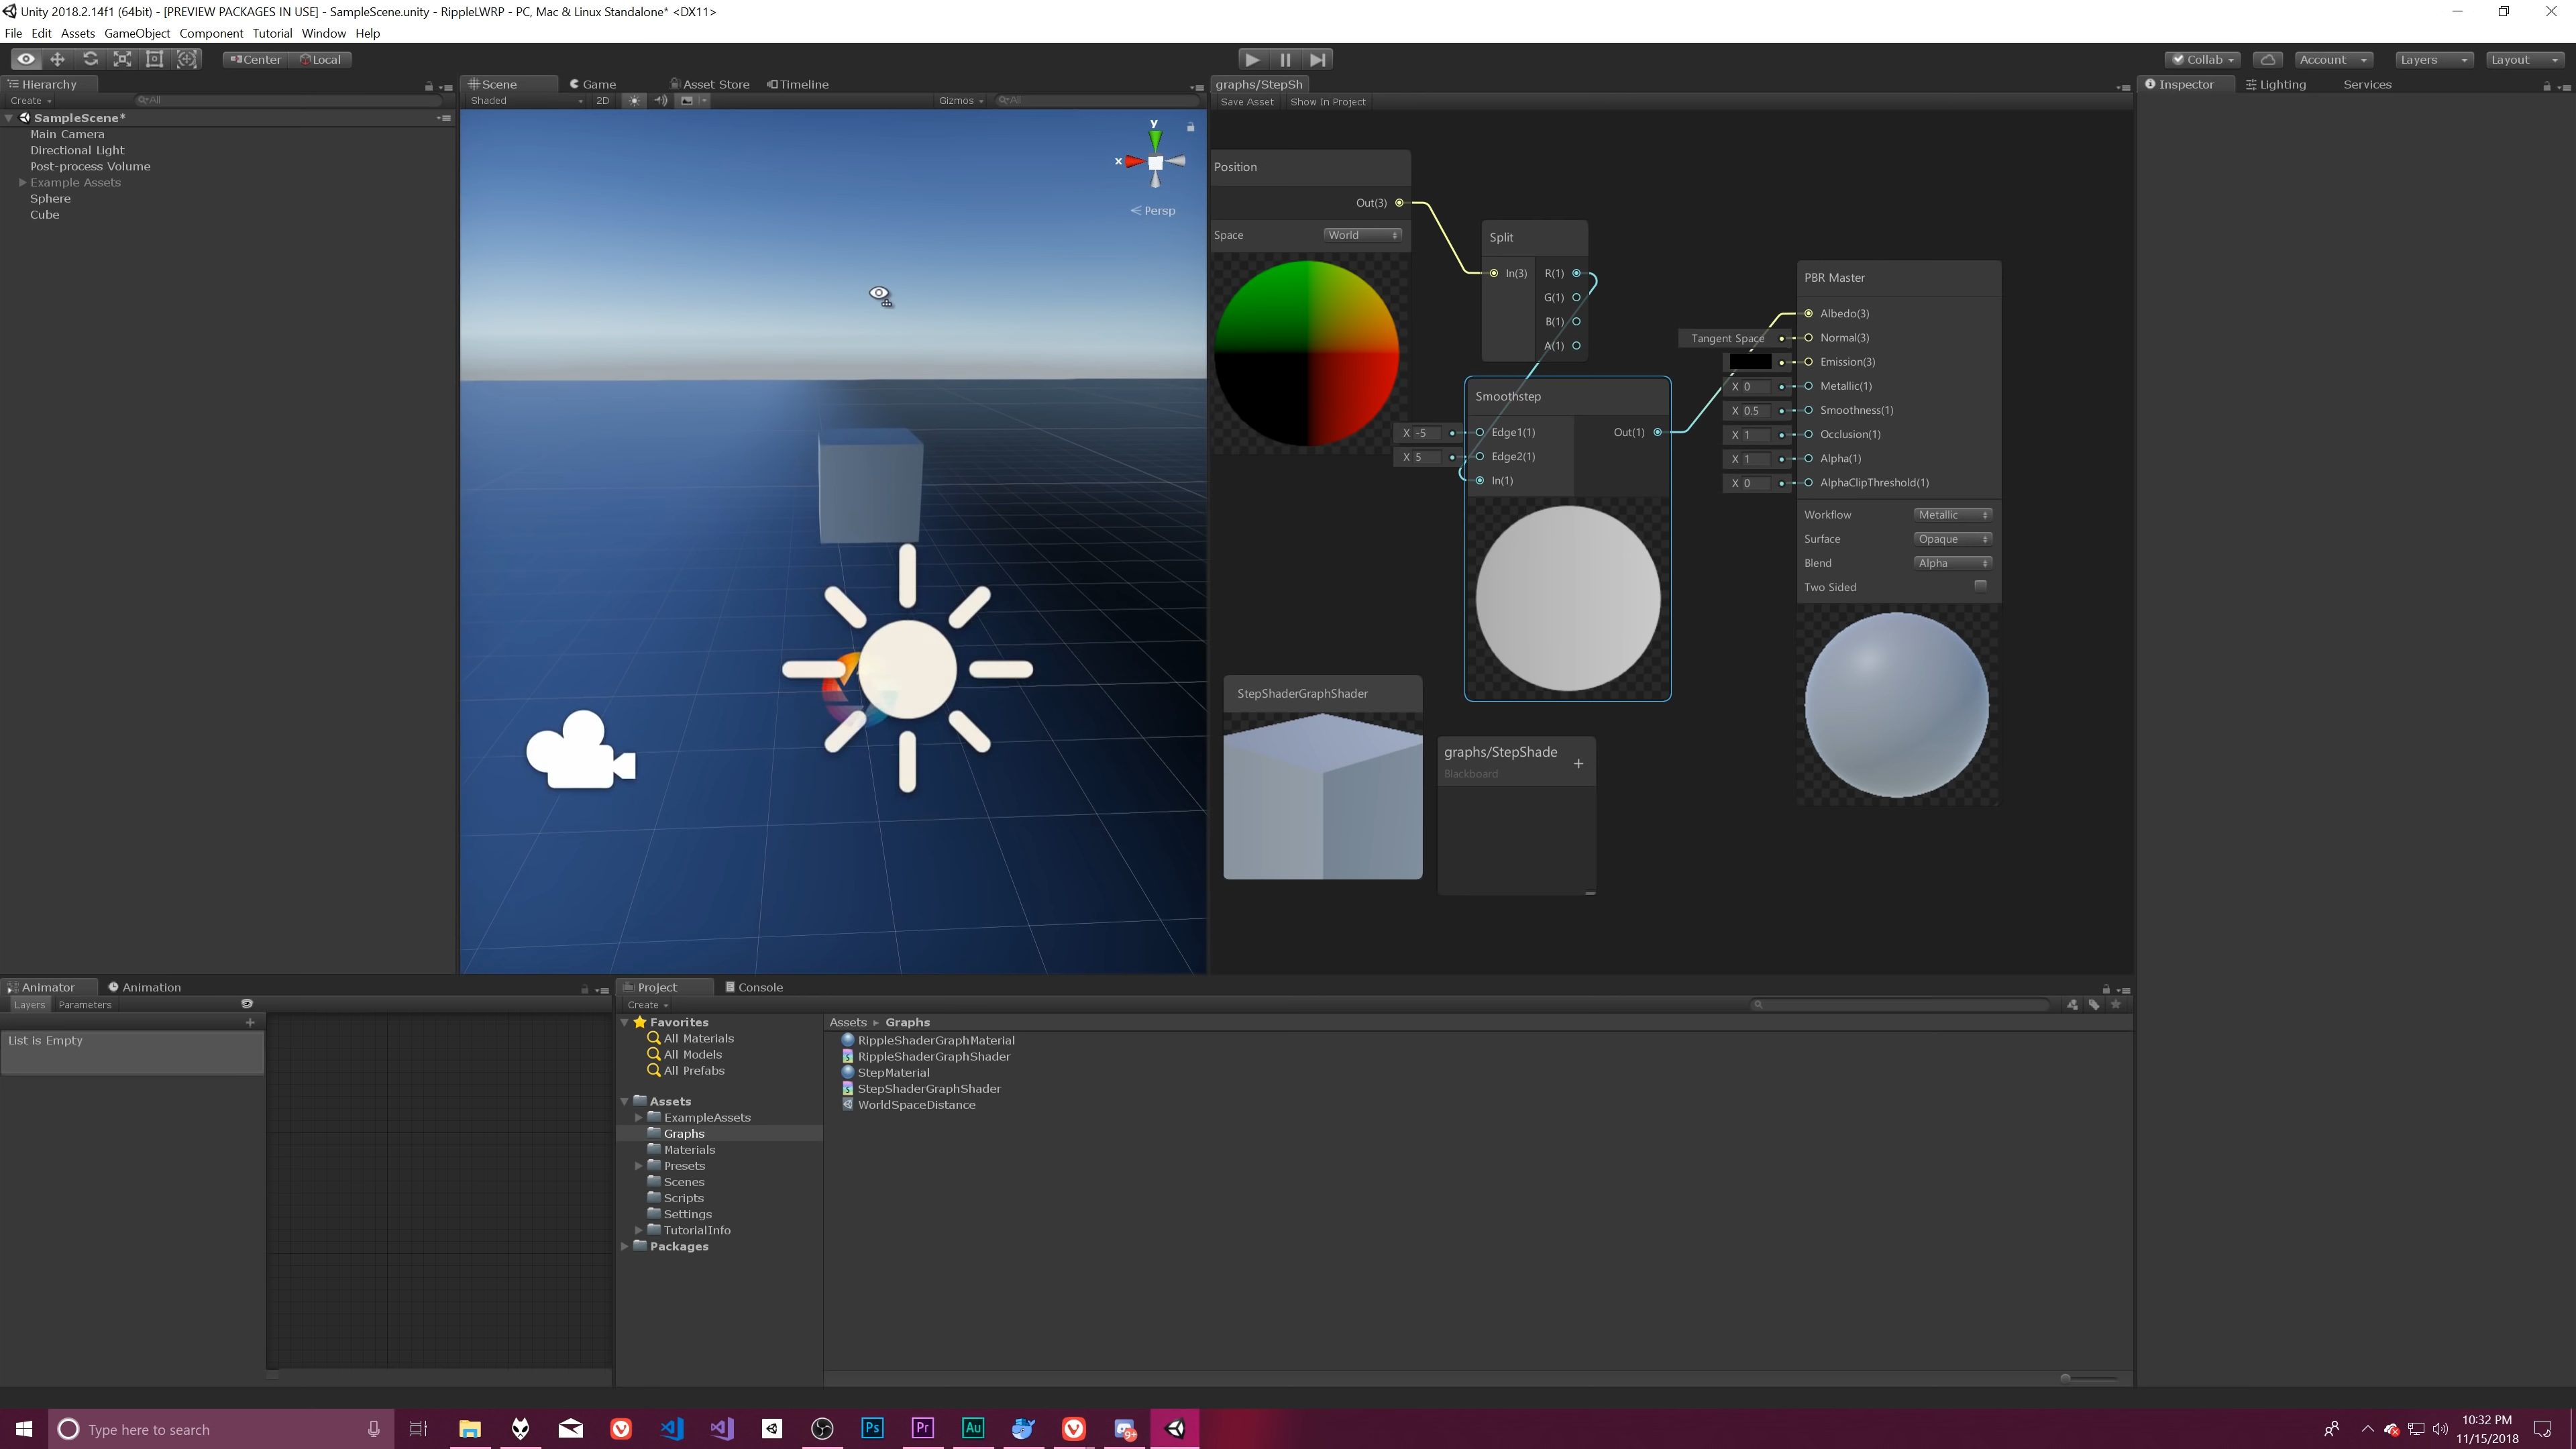 Unity 2018.2.14f1 (64bit) - [PREVIEW PACKAGES IN USE] - SampleScene.unity - RippleLWRP - PC, Mac & Linux Standalone* <DX11>
File Edit Assets GameObject Component Tutorial Window Help
Center Local
Collab Account Layers Layout
Hierarchy
Create All
SampleScene*
Main Camera
Directional Light
Post-process Volume
Example Assets
Sphere
Cube
Scene Game Asset Store Timeline
Shaded 2D Gizmos All
y
x
Persp
graphs/StepSh
Save Asset Show In Project
Position
Out(3)
Space World
Split
In(3) R(1)
G(1)
B(1)
A(1)
Smoothstep
X -5 Edge1(1) Out(1)
X 5 Edge2(1)
In(1)
PBR Master
Albedo(3)
Tangent Space Normal(3)
Emission(3)
X 0 Metallic(1)
X 0.5 Smoothness(1)
X 1 Occlusion(1)
X 1 Alpha(1)
X 0 AlphaClipThreshold(1)
Workflow Metallic
Surface Opaque
Blend Alpha
Two Sided
StepShaderGraphShader
graphs/StepShade +
Blackboard
Inspector Lighting Services
Animator Animation
Layers Parameters
List is Empty
Project Console
Create
Favorites
All Materials
All Models
All Prefabs
Assets
ExampleAssets
Graphs
Materials
Presets
Scenes
Scripts
Settings
TutorialInfo
Packages
Assets Graphs
RippleShaderGraphMaterial
RippleShaderGraphShader
StepMaterial
StepShaderGraphShader
WorldSpaceDistance
Type here to search
Ps Pr Au 9+
10:32 PM
11/15/2018